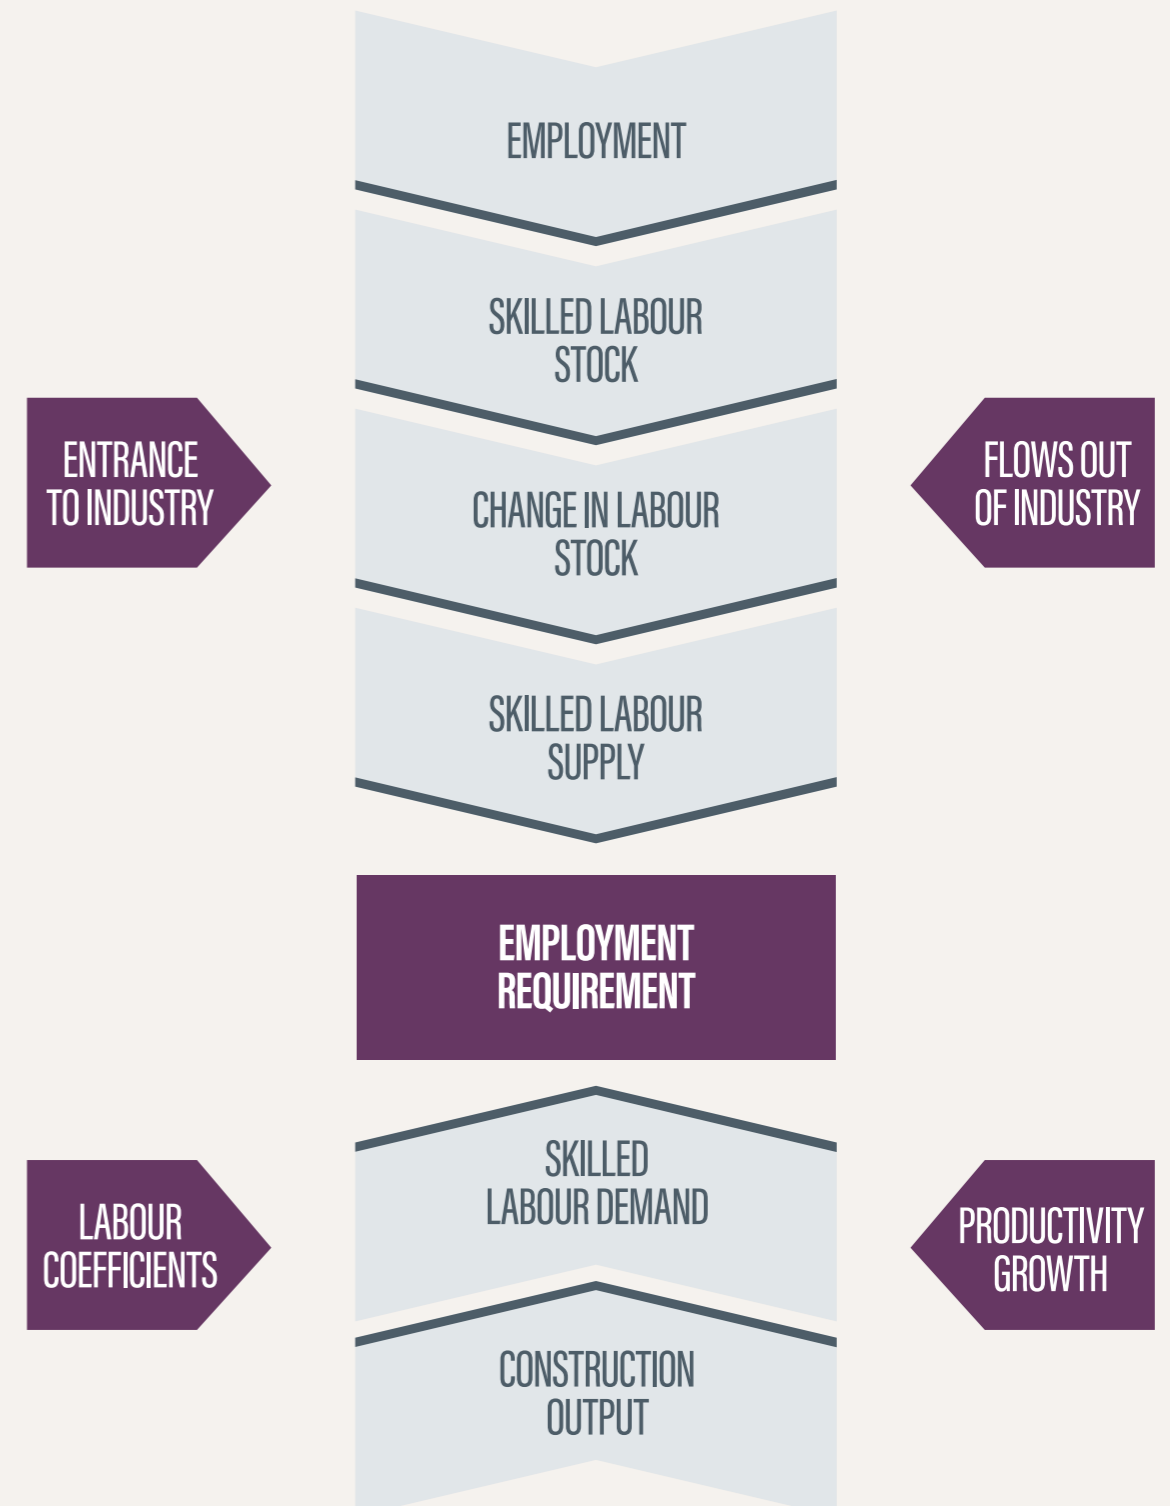 EMPLOYMENT
SKILLED LABOUR
STOCK
ENTRANCE
TO INDUSTRY
CHANGE IN LABOUR
STOCK
FLOWS OUT
OF INDUSTRY
SKILLED LABOUR
SUPPLY
EMPLOYMENT
REQUIREMENT
SKILLED
LABOUR DEMAND
LABOUR
COEFFICIENTS
PRODUCTIVITY
GROWTH
CONSTRUCTION
OUTPUT